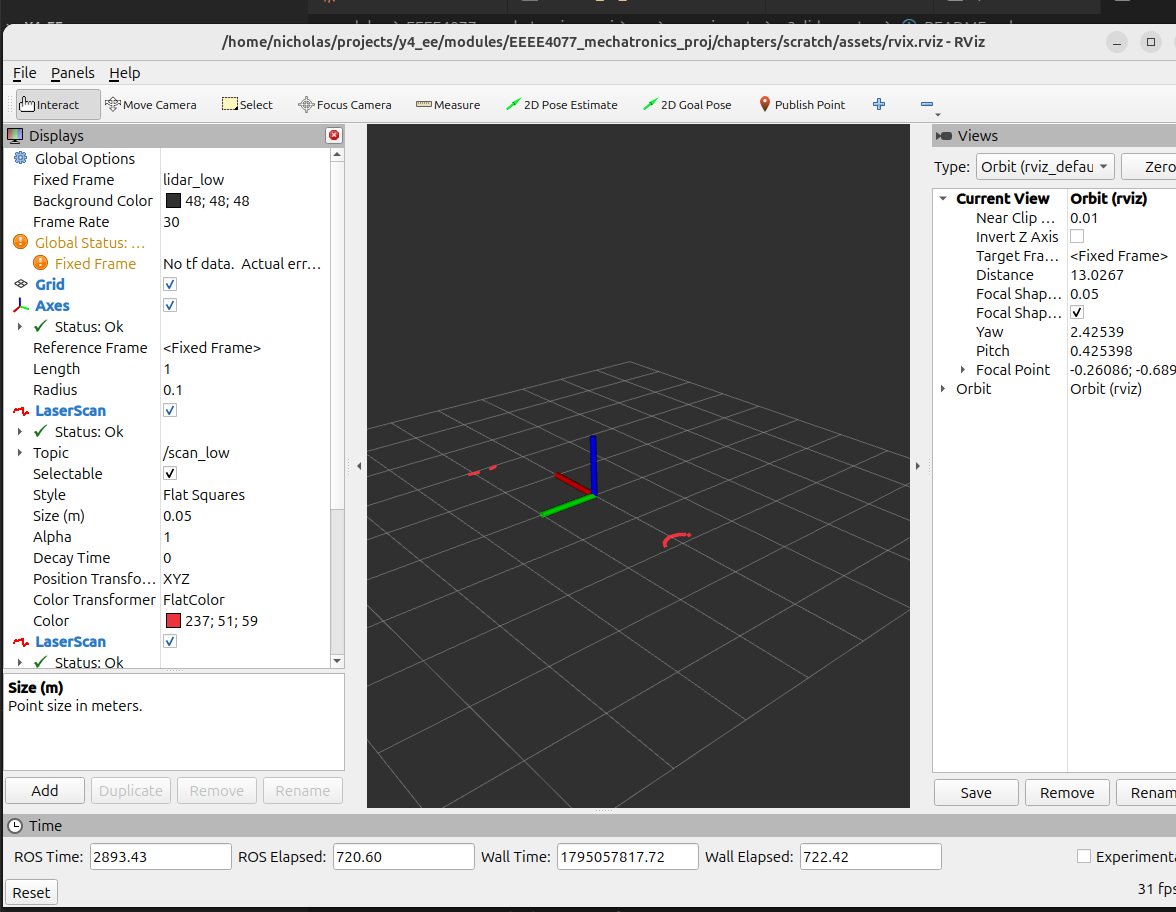 /home/nicholas/projects/y4_ee/modules/EEEE4077_mechatronics_proj/chapters/scratch/assets/rvix.rviz - RViz
File Panels Help
Interact Move Camera Select Focus Camera Measure 2D Pose Estimate 2D Goal Pose Publish Point
Displays
Global Options
Fixed Frame lidar_low
Background Color 48; 48; 48
Frame Rate 30
Global Status: ...
Fixed Frame No tf data. Actual err...
Grid
Axes
Status: Ok
Reference Frame <Fixed Frame>
Length 1
Radius 0.1
LaserScan
Status: Ok
Topic /scan_low
Selectable
Style Flat Squares
Size (m) 0.05
Alpha 1
Decay Time 0
Position Transfo... XYZ
Color Transformer FlatColor
Color 237; 51; 59
LaserScan
Status: Ok
Size (m)
Point size in meters.
Add Duplicate Remove Rename
Views
Type: Orbit (rviz_defau Zero
Current View Orbit (rviz)
Near Clip ... 0.01
Invert Z Axis
Target Fra... <Fixed Frame>
Distance 13.0267
Focal Shap... 0.05
Focal Shap...
Yaw 2.42539
Pitch 0.425398
Focal Point -0.26086; -0.689
Orbit Orbit (rviz)
Save Remove Renam
Time
ROS Time: 2893.43 ROS Elapsed: 720.60 Wall Time: 1795057817.72 Wall Elapsed: 722.42 Experimenta
Reset 31 fps